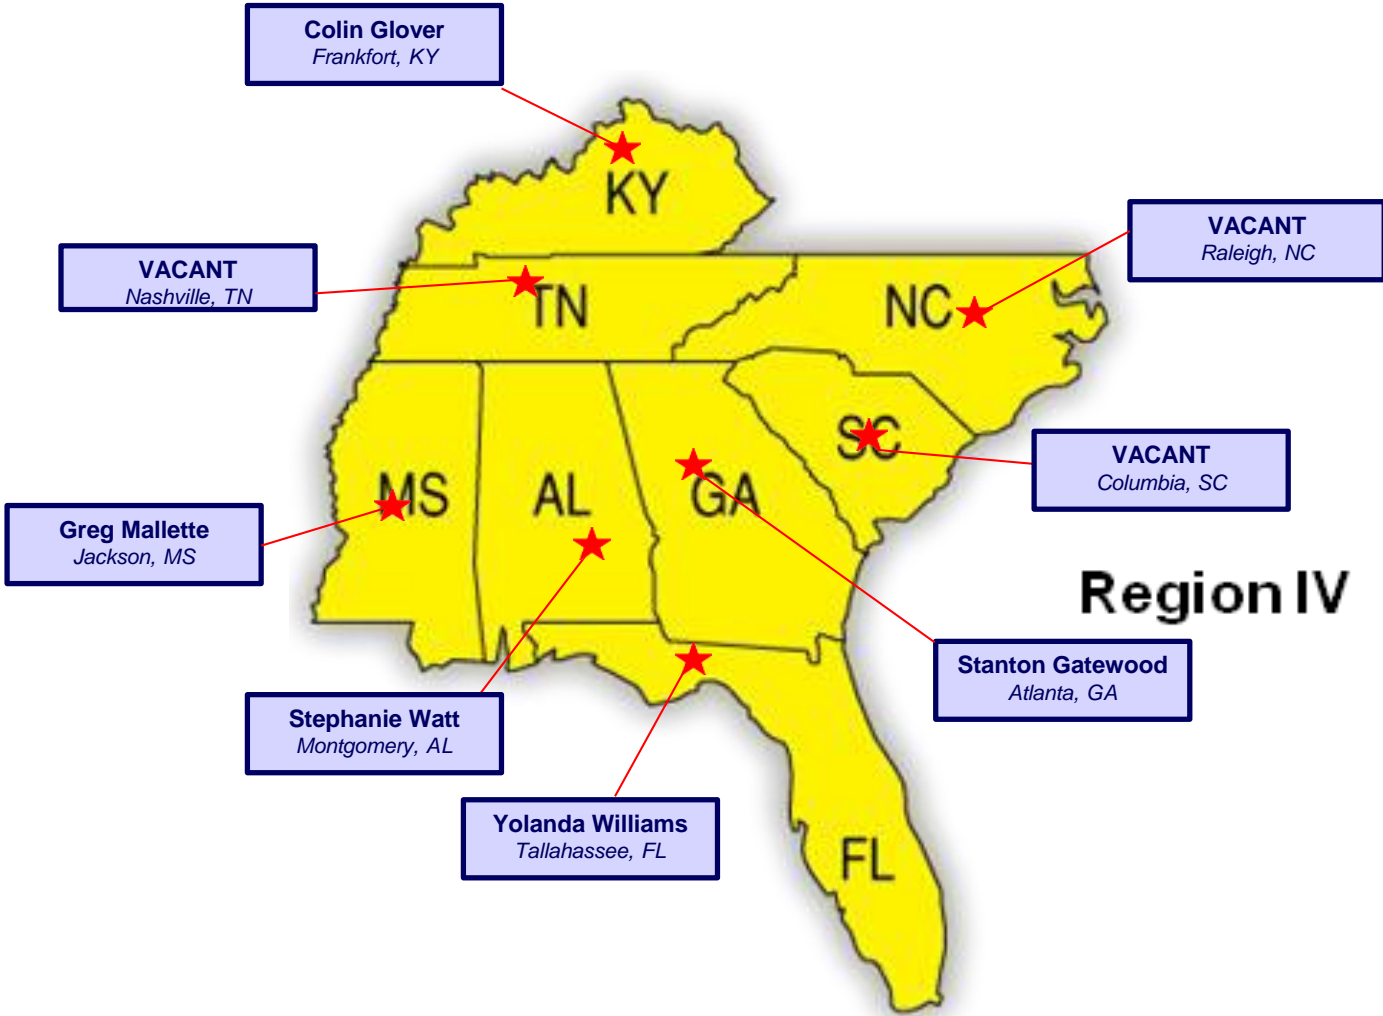 Colin Glover
Frankfort, KY
KY
VACANT
Raleigh, NC
VACANT
Nashville, TN
TN
NC
SC
VACANT
Columbia, SC
MS
AL
GA
Greg Mallette
Jackson, MS
Region IV
Stanton Gatewood
Atlanta, GA
Stephanie Watt
Montgomery, AL
Yolanda Williams
Tallahassee, FL
FL